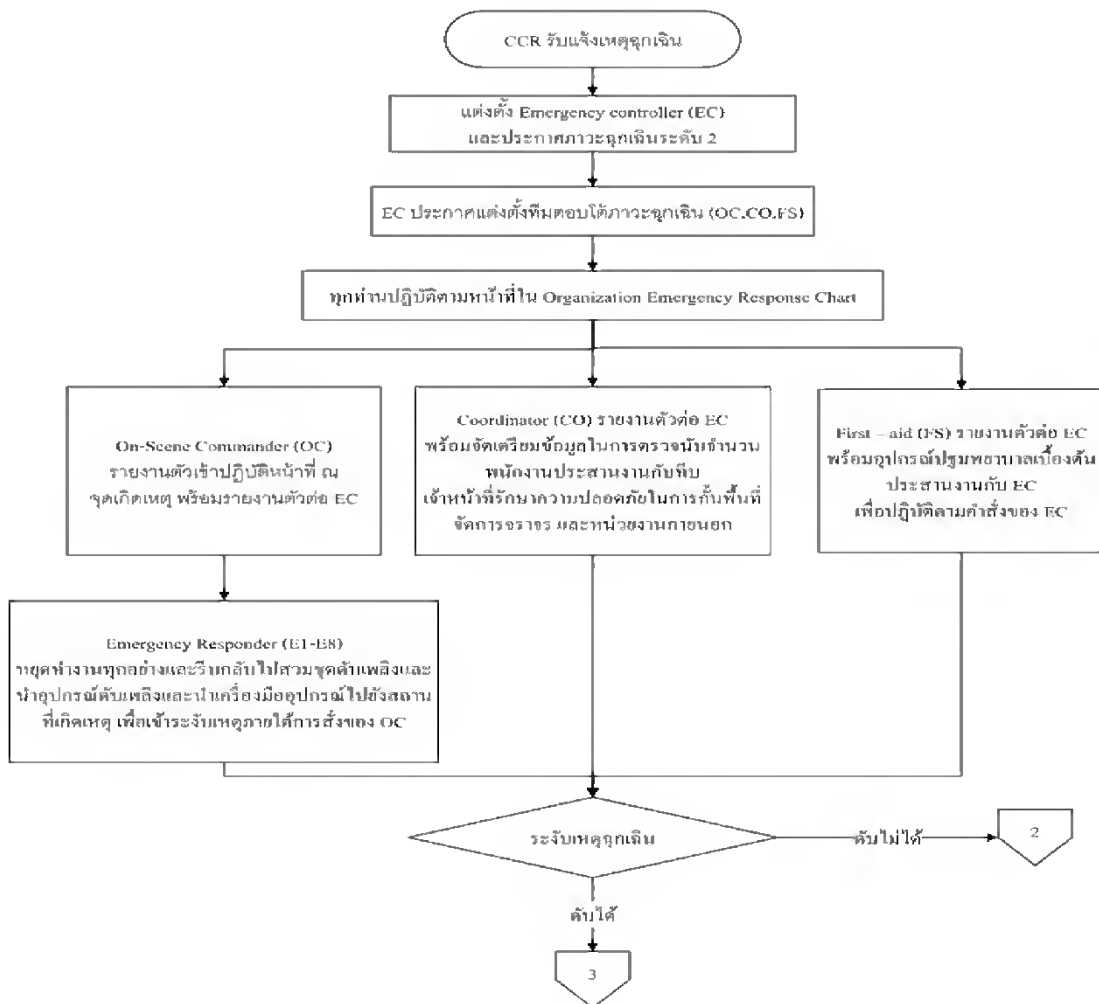 CCR รับแจ้งเหตุฉุกเฉิน
แต่งตั้ง Emergency controller (EC)
และประกาศภาวะฉุกเฉินระดับ 2
EC ประกาศแต่งตั้งทีมตอบโต้ภาวะฉุกเฉิน (OC,CO,FS)
ทุกท่านปฏิบัติตามหน้าที่ใน Organization Emergency Response Chart
On-Scene Commander (OC)
รายงานตัวเข้าปฏิบัติหน้าที่ ณ
จุดเกิดเหตุ พร้อมรายงานตัวต่อ EC
Coordinator (CO) รายงานตัวต่อ EC
พร้อมจัดเตรียมข้อมูลในการตรวจนับจำนวน
พนักงานประสานงานกับทีม
เจ้าหน้าที่รักษาความปลอดภัยในการกั้นพื้นที่
จัดการจราจร และหน่วยงานภายนอก
First – aid (FS) รายงานตัวต่อ EC
พร้อมอุปกรณ์ปฐมพยาบาลเบื้องต้น
ประสานงานกับ EC
เพื่อปฏิบัติตามคำสั่งของ EC
Emergency Responder (E1-E8)
หยุดทำงานทุกอย่างและรีบกลับไปสวมชุดดับเพลิงและ
นำอุปกรณ์ดับเพลิงและนำเครื่องมืออุปกรณ์ไปยังสถาน
ที่เกิดเหตุ เพื่อเข้าระงับเหตุภายใต้การสั่งของ OC
ระงับเหตุฉุกเฉิน
ดับไม่ได้
2
ดับได้
3